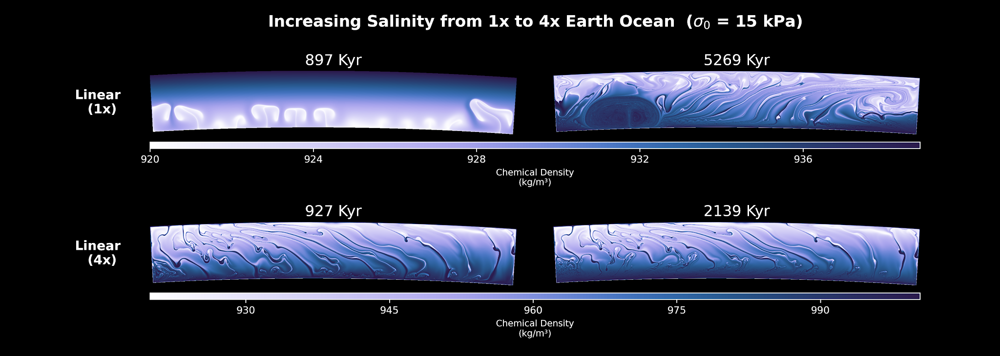 Increasing Salinity from 1x to 4x Earth Ocean (σ₀ = 15 kPa)
897 Kyr
5269 Kyr
Linear
(1x)
920 924 928 932 936
Chemical Density
(kg/m³)
927 Kyr
2139 Kyr
Linear
(4x)
930 945 960 975 990
Chemical Density
(kg/m³)